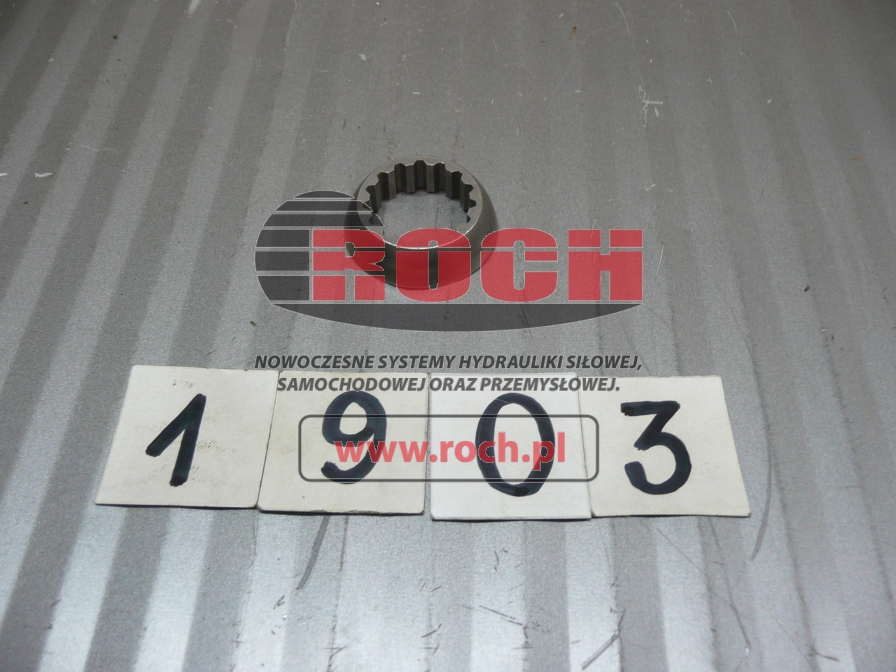 ROCH
NOWOCZESNE SYSTEMY HYDRAULIKI SIŁOWEJ,
SAMOCHODOWEJ ORAZ PRZEMYSŁOWEJ.
www.roch.pl
1 9 0 3